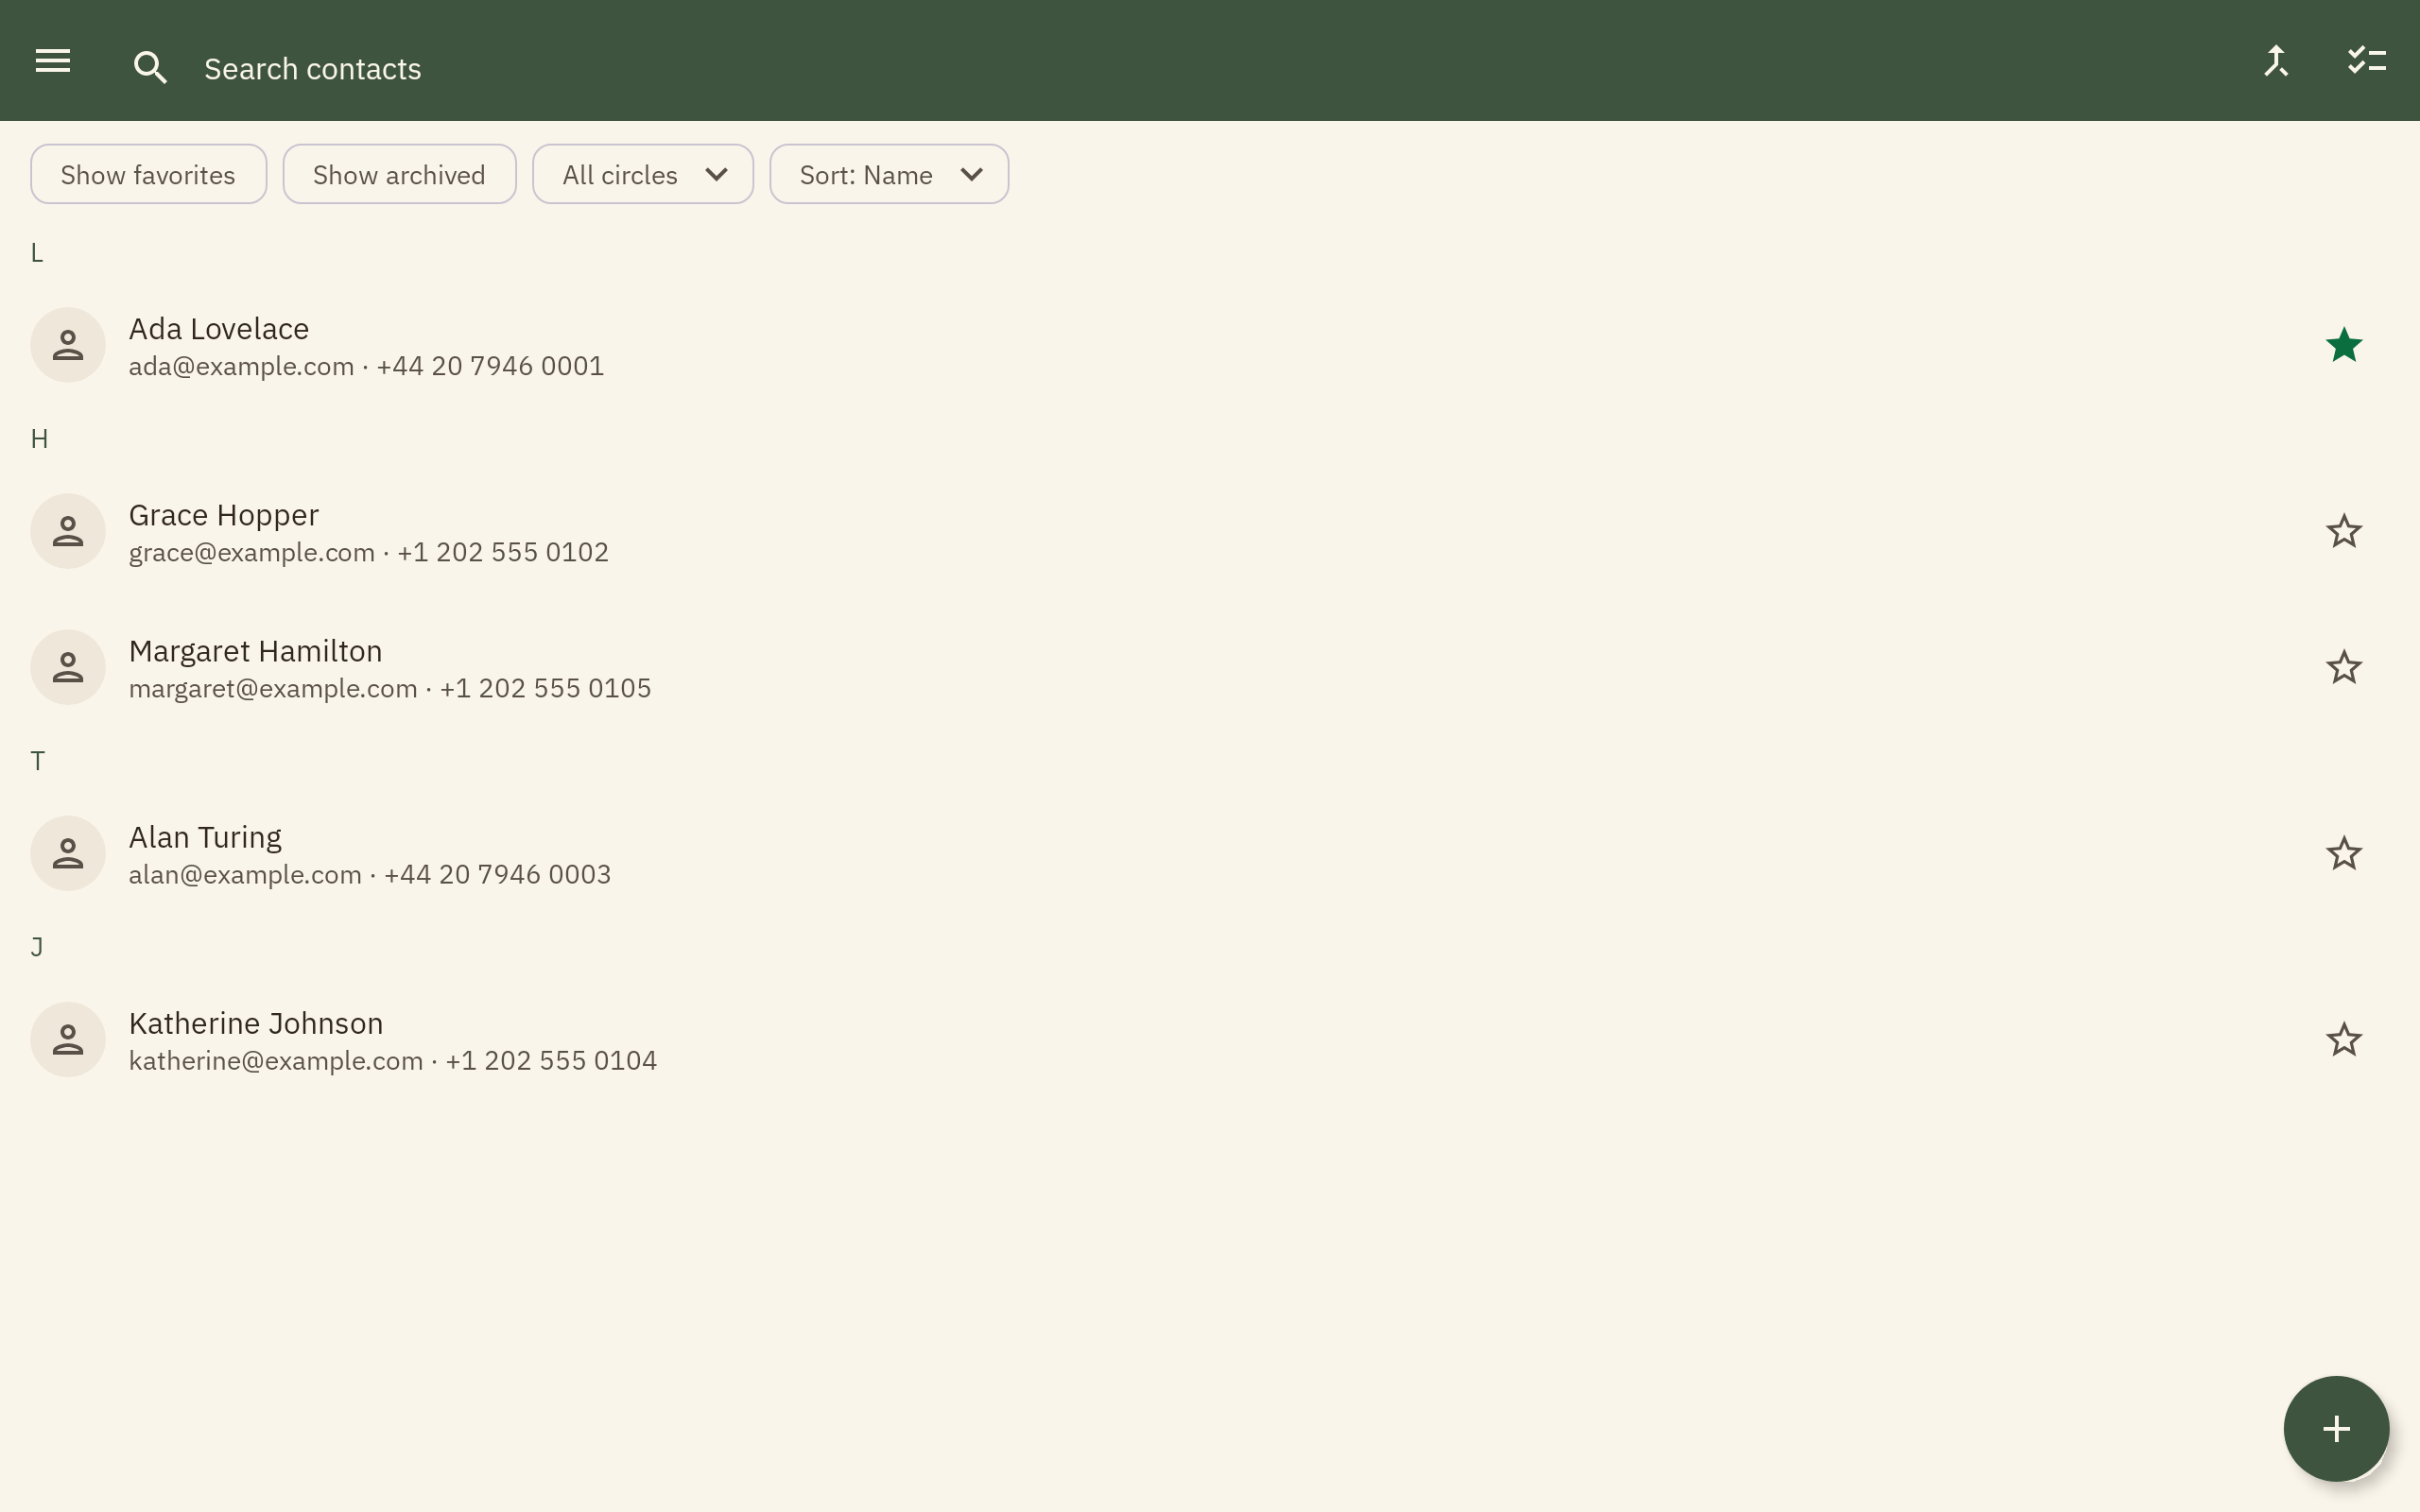 Search contacts
Show favorites
Show archived
All circles
Sort: Name
L
Ada Lovelace
ada@example.com · +44 20 7946 0001
H
Grace Hopper
grace@example.com · +1 202 555 0102
Margaret Hamilton
margaret@example.com · +1 202 555 0105
T
Alan Turing
alan@example.com · +44 20 7946 0003
J
Katherine Johnson
katherine@example.com · +1 202 555 0104